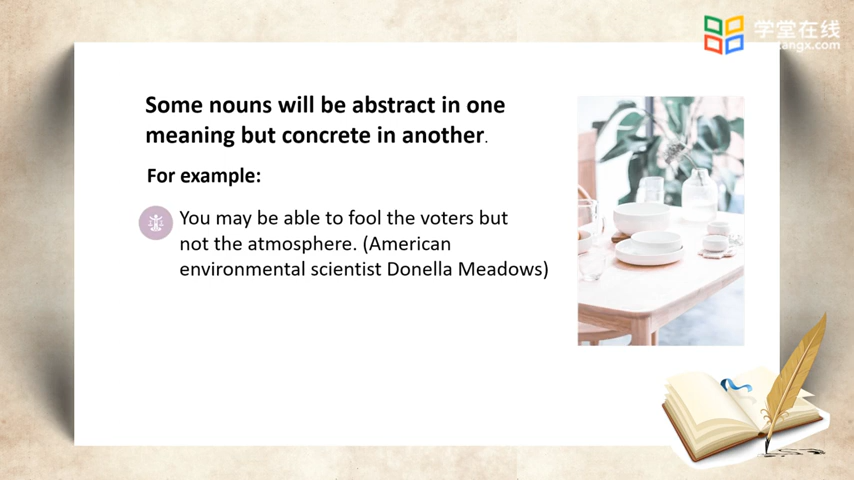 学堂在线
Some nouns will be abstract in one
meaning but concrete in another.
For example:
You may be able to fool the voters but
not the atmosphere. (American
environmental scientist Donella Meadows)